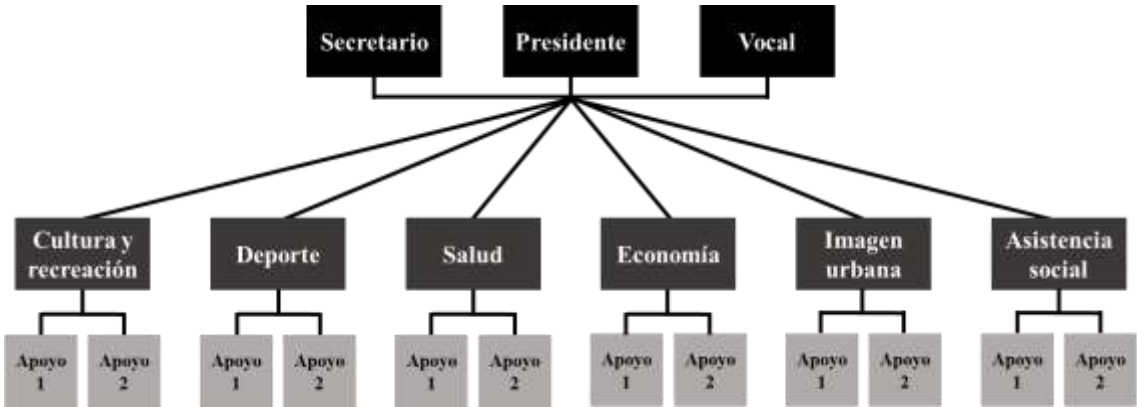 Secretario
Presidente
Vocal
Cultura y
recreación
Deporte
Salud
Economía
Imagen
urbana
Asistencia
social
Apoyo
1
Apoyo
2
Apoyo
1
Apoyo
2
Apoyo
1
Apoyo
2
Apoyo
1
Apoyo
2
Apoyo
1
Apoyo
2
Apoyo
1
Apoyo
2